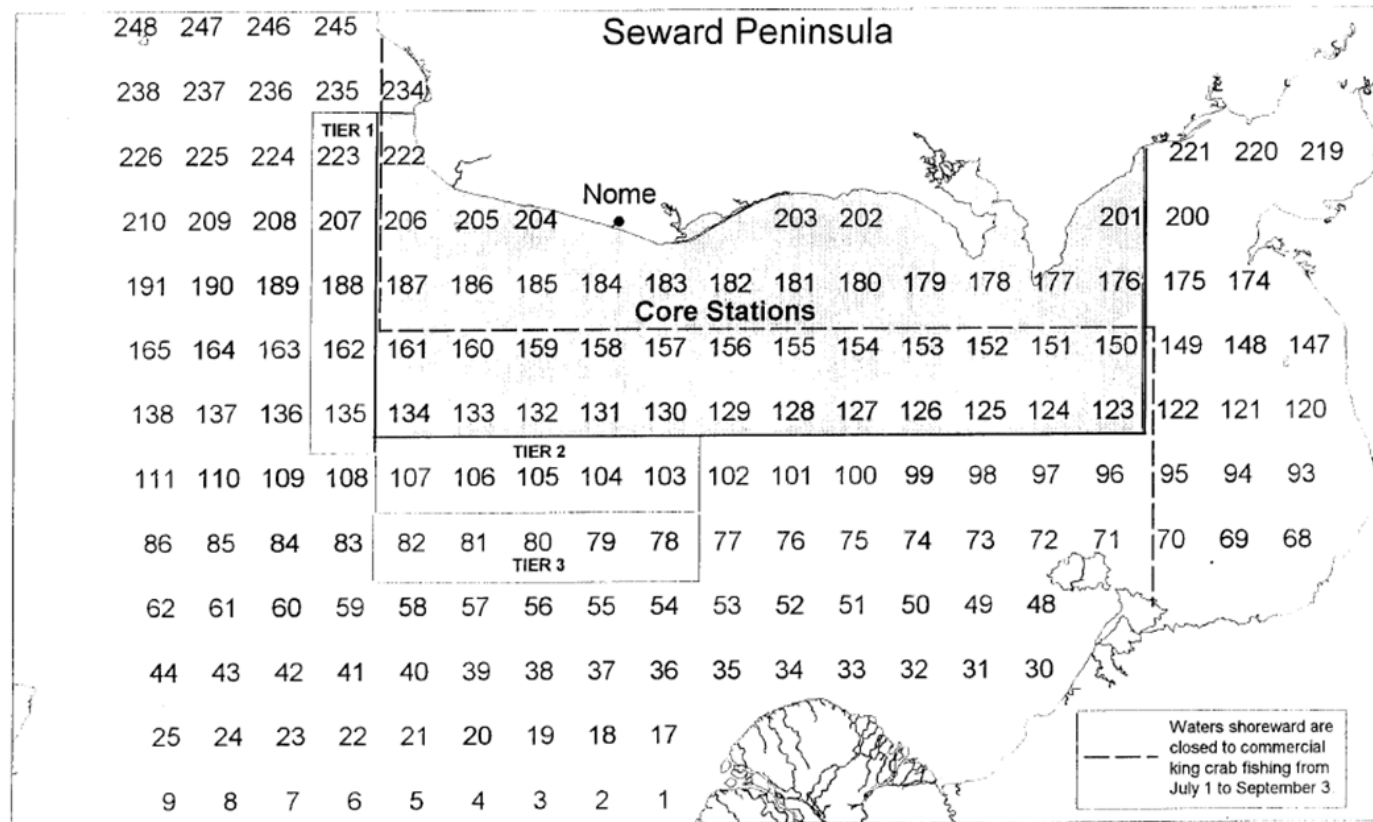 Seward Peninsula
248 247 246 245
238 237 236 235 234
TIER 1
226 225 224 223 222 221 220 219
Nome
210 209 208 207 206 205 204 203 202 201 200
191 190 189 188 187 186 185 184 183 182 181 180 179 178 177 176 175 174
Core Stations
165 164 163 162 161 160 159 158 157 156 155 154 153 152 151 150 149 148 147
138 137 136 135 134 133 132 131 130 129 128 127 126 125 124 123 122 121 120
TIER 2
111 110 109 108 107 106 105 104 103 102 101 100 99 98 97 96 95 94 93
86 85 84 83 82 81 80 79 78 77 76 75 74 73 72 71 70 69 68
TIER 3
62 61 60 59 58 57 56 55 54 53 52 51 50 49 48
44 43 42 41 40 39 38 37 36 35 34 33 32 31 30
25 24 23 22 21 20 19 18 17
9 8 7 6 5 4 3 2 1
Waters shoreward are
closed to commercial
king crab fishing from
July 1 to September 3.